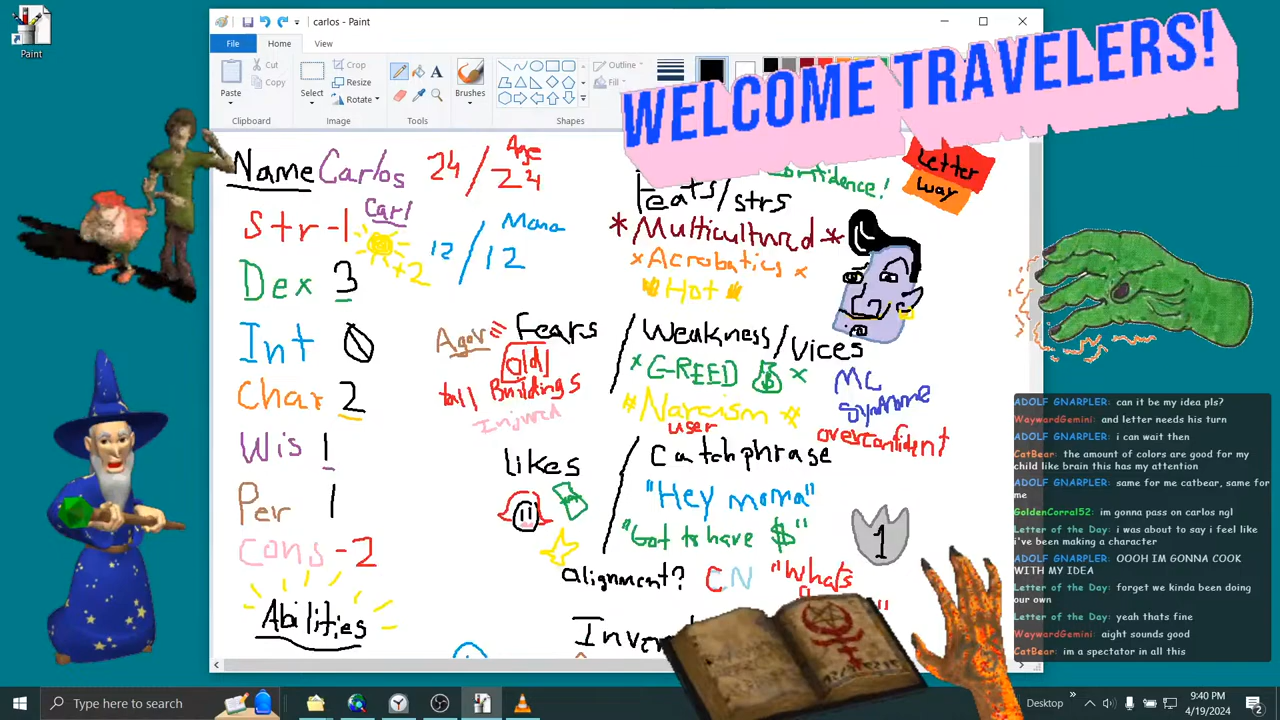 carlos - Paint
File Home View
Paste Cut Copy Clipboard
Select Crop Resize Rotate Image
Tools
Brushes
Outline Fill Shapes
Paint
WELCOME TRAVELERS!
Name Carlos 24/24 Age
Carl
Str -1 +2
12/12 Mana
Dex 3
Int 0
Char 2
Wis 1
Per 1
Cons -2
Abilities
Feats/strs
Confidence!
Letter
way
*Multicultured*
x Acrobatics x
Hot
Agor Fears
old
tall Buildings
Injured
Weakness/Vices
x GREED $ x
# Narcism #
user
MC
Syndrome
overconfident
likes
Catchphrase
"Hey mama"
"Got to have $"
"Whats
1
alignment? CN
ADOLF GNARPLER: can it be my idea pls?
WaywardGemini: and letter needs his turn
ADOLF GNARPLER: i can wait then
CatBear: the amount of colors are good for my
child like brain this has my attention
ADOLF GNARPLER: same for me catbear, same for
me
GoldenCorral52: im gonna pass on carlos ngl
Letter of the Day: i was about to say i feel like
i've been making a character
ADOLF GNARPLER: OOOH IM GONNA COOK
WITH MY IDEA
Letter of the Day: forget we kinda been doing
our own
Letter of the Day: yeah thats fine
WaywardGemini: aight sounds good
CatBear: im a spectator in all this
Type here to search
Desktop
9:40 PM
4/19/2024
2